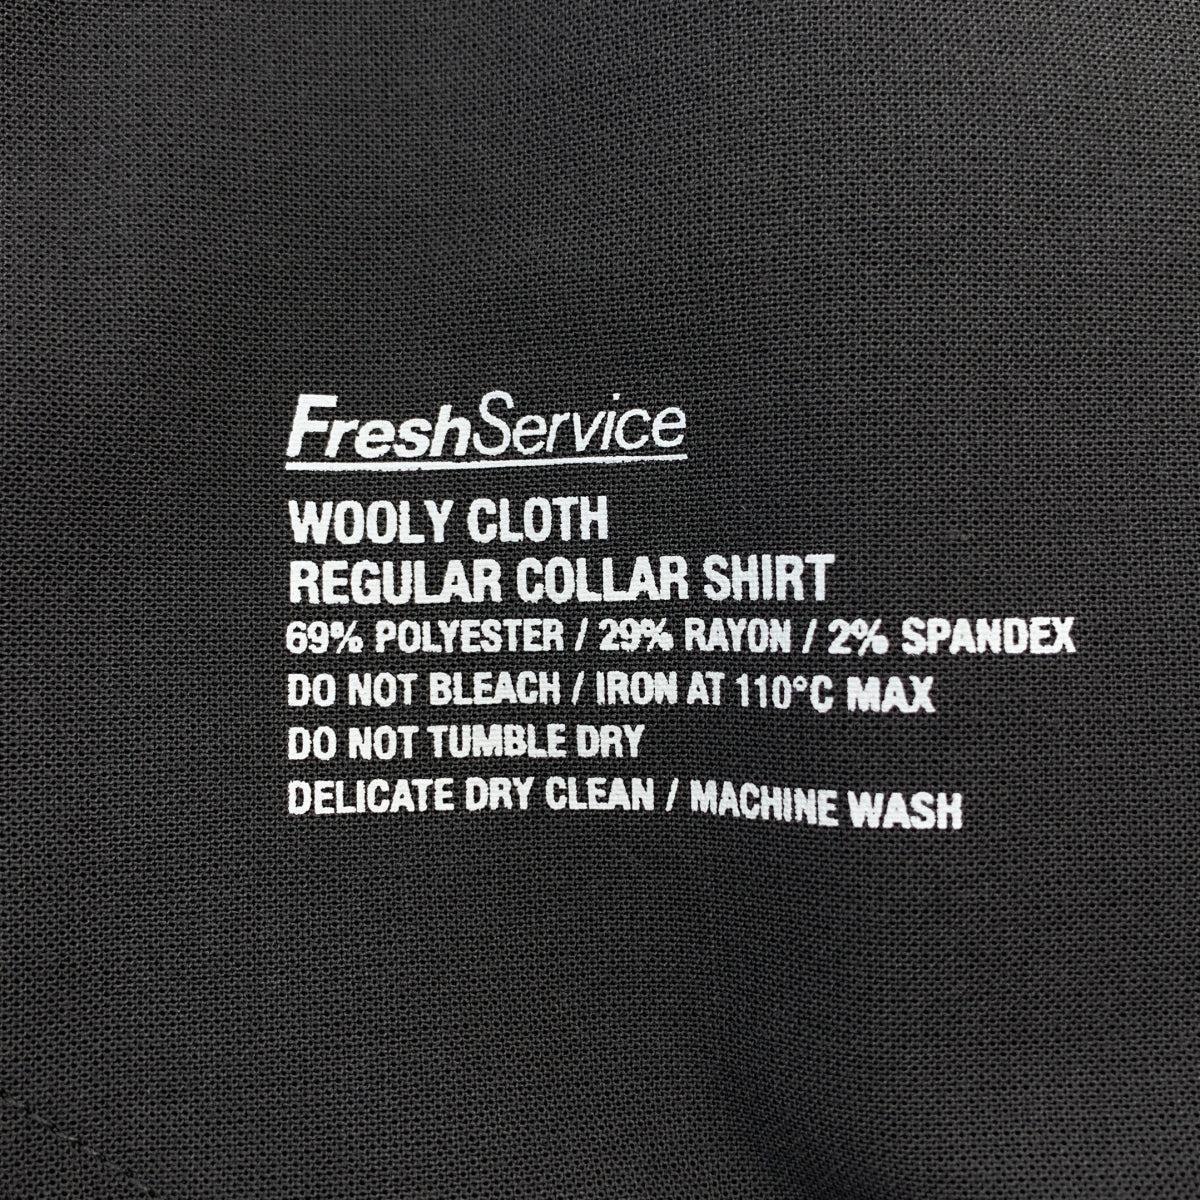 FreshService
WOOLY CLOTH
REGULAR COLLAR SHIRT
69% POLYESTER / 29% RAYON / 2% SPANDEX
DO NOT BLEACH / IRON AT 110°C MAX
DO NOT TUMBLE DRY
DELICATE DRY CLEAN / MACHINE WASH